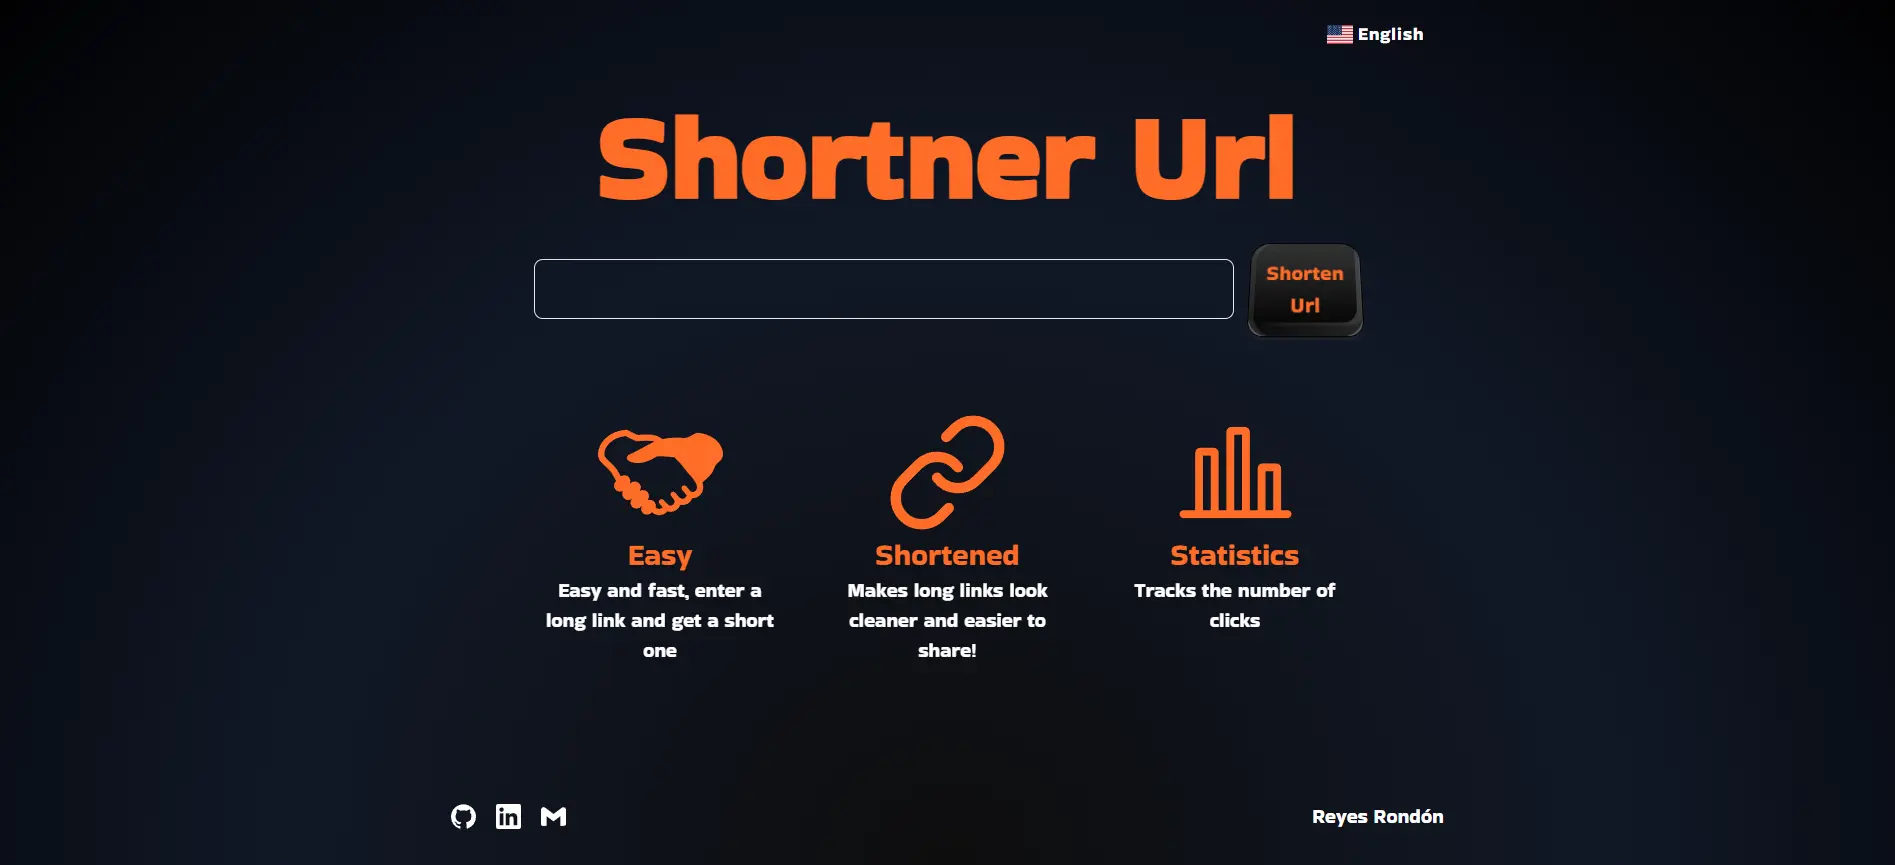 English
Shortner Url
Shorten
Url
Easy
Easy and fast, enter a
long link and get a short
one
Shortened
Makes long links look
cleaner and easier to
share!
Statistics
Tracks the number of
clicks
in
Reyes Rondón